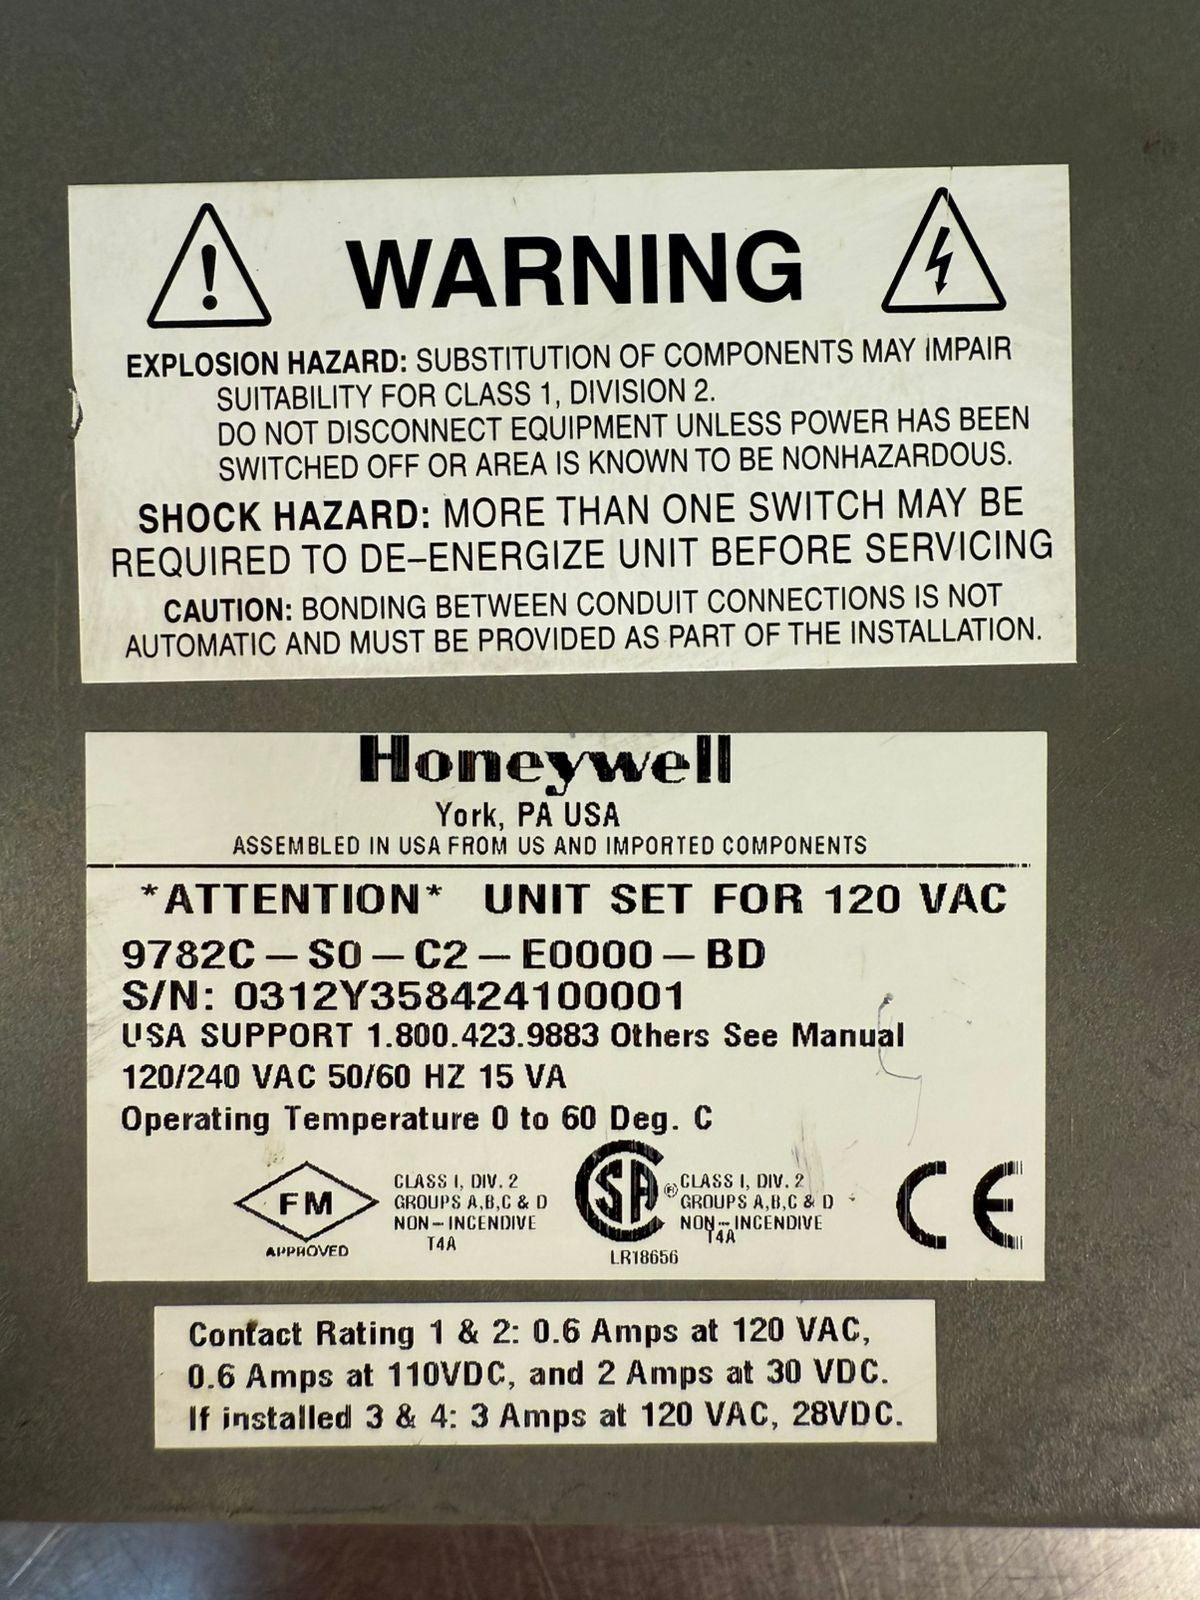 WARNING
EXPLOSION HAZARD: SUBSTITUTION OF COMPONENTS MAY IMPAIR
SUITABILITY FOR CLASS 1, DIVISION 2.
DO NOT DISCONNECT EQUIPMENT UNLESS POWER HAS BEEN
SWITCHED OFF OR AREA IS KNOWN TO BE NONHAZARDOUS.
SHOCK HAZARD: MORE THAN ONE SWITCH MAY BE
REQUIRED TO DE-ENERGIZE UNIT BEFORE SERVICING
CAUTION: BONDING BETWEEN CONDUIT CONNECTIONS IS NOT
AUTOMATIC AND MUST BE PROVIDED AS PART OF THE INSTALLATION.
Honeywell
York, PA USA
ASSEMBLED IN USA FROM US AND IMPORTED COMPONENTS
*ATTENTION* UNIT SET FOR 120 VAC
9782C-S0-C2-E0000-BD
S/N: 0312Y358424100001
USA SUPPORT 1.800.423.9883 Others See Manual
120/240 VAC 50/60 HZ 15 VA
Operating Temperature 0 to 60 Deg. C
FM
APPROVED
CLASS I, DIV. 2
GROUPS A,B,C & D
NON-INCENDIVE
T4A
CSA ®
LR18656
CLASS I, DIV. 2
GROUPS A,B,C & D
NON-INCENDIVE
T4A
CE
Contact Rating 1 & 2: 0.6 Amps at 120 VAC,
0.6 Amps at 110VDC, and 2 Amps at 30 VDC.
If installed 3 & 4: 3 Amps at 120 VAC, 28VDC.